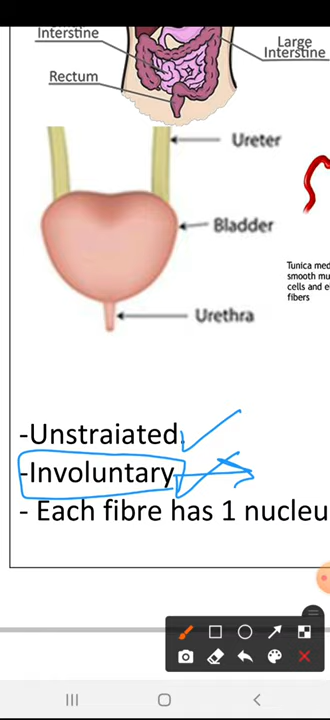 Interstine
Large
Interstine
Rectum
Ureter
Bladder
Urethra
Tunica med
smooth mu
cells and e
fibers
-Unstraiated.
-Involuntary
- Each fibre has 1 nucleu